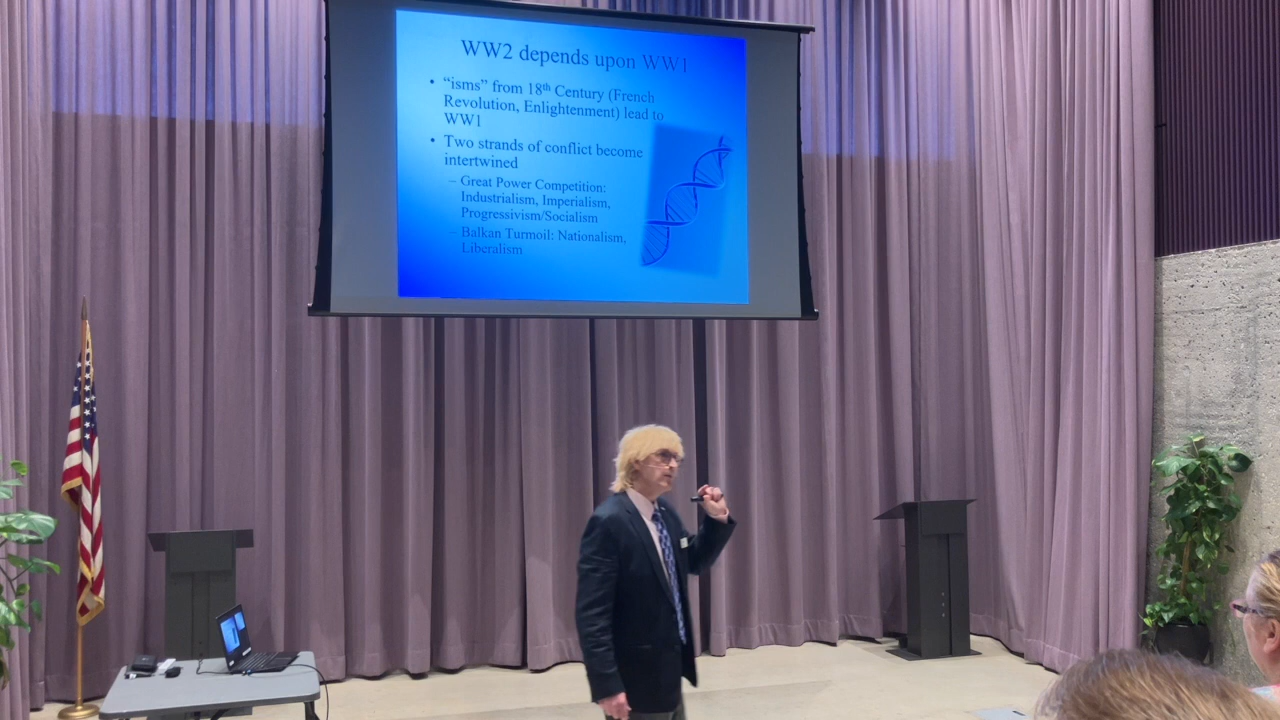 WW2 depends upon WW1
• “isms” from 18th Century (French
Revolution, Enlightenment) lead to
WW1
• Two strands of conflict become
intertwined
– Great Power Competition:
Industrialism, Imperialism,
Progressivism/Socialism
– Balkan Turmoil: Nationalism,
Liberalism